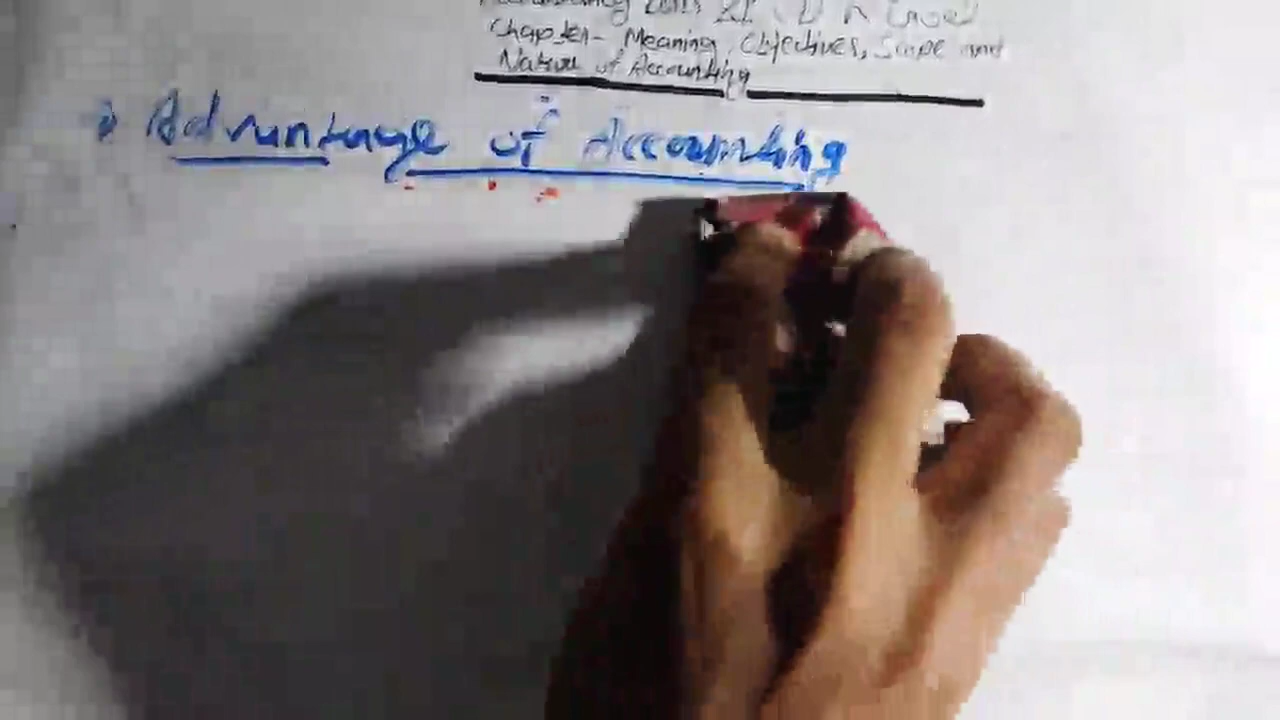 Chapter- Meaning, Objectives, Scope and
Nature of Accounting
Advantage of Accounting